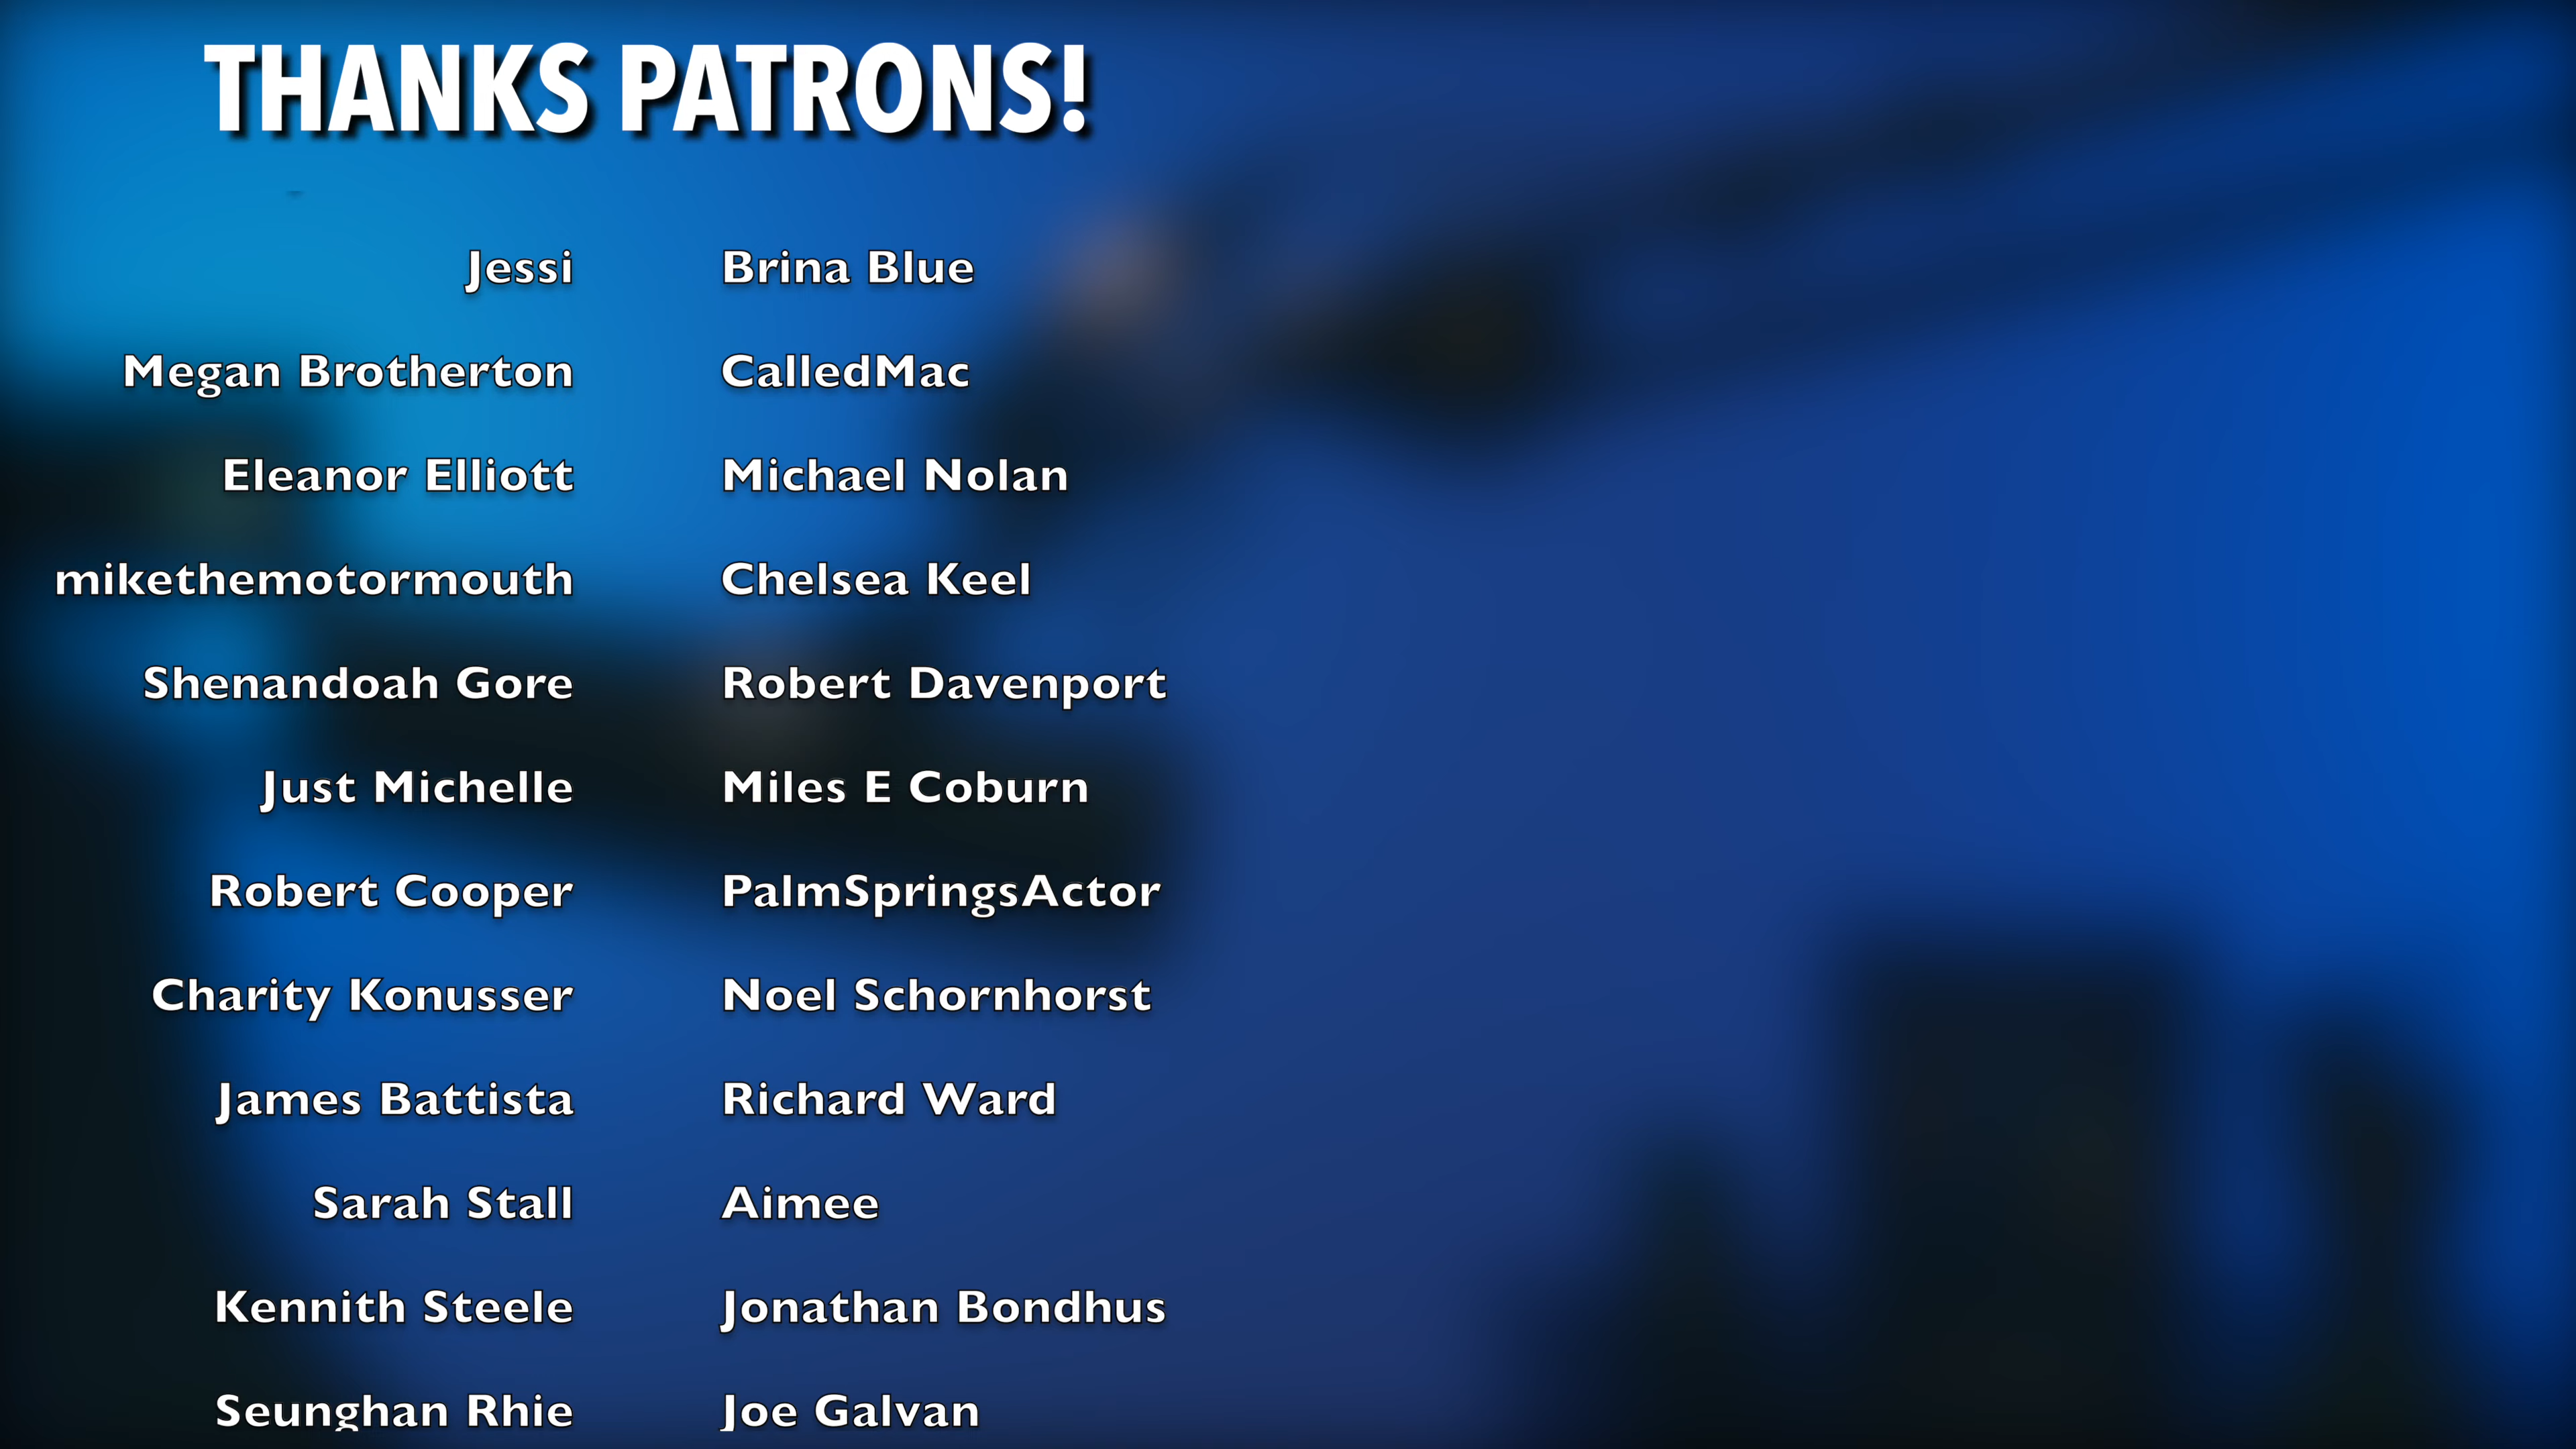 THANKS PATRONS!
Jessi Brina Blue
Megan Brotherton CalledMac
Eleanor Elliott Michael Nolan
mikethemotormouth Chelsea Keel
Shenandoah Gore Robert Davenport
Just Michelle Miles E Coburn
Robert Cooper PalmSpringsActor
Charity Konusser Noel Schornhorst
James Battista Richard Ward
Sarah Stall Aimee
Kennith Steele Jonathan Bondhus
Seunghan Rhie Joe Galvan